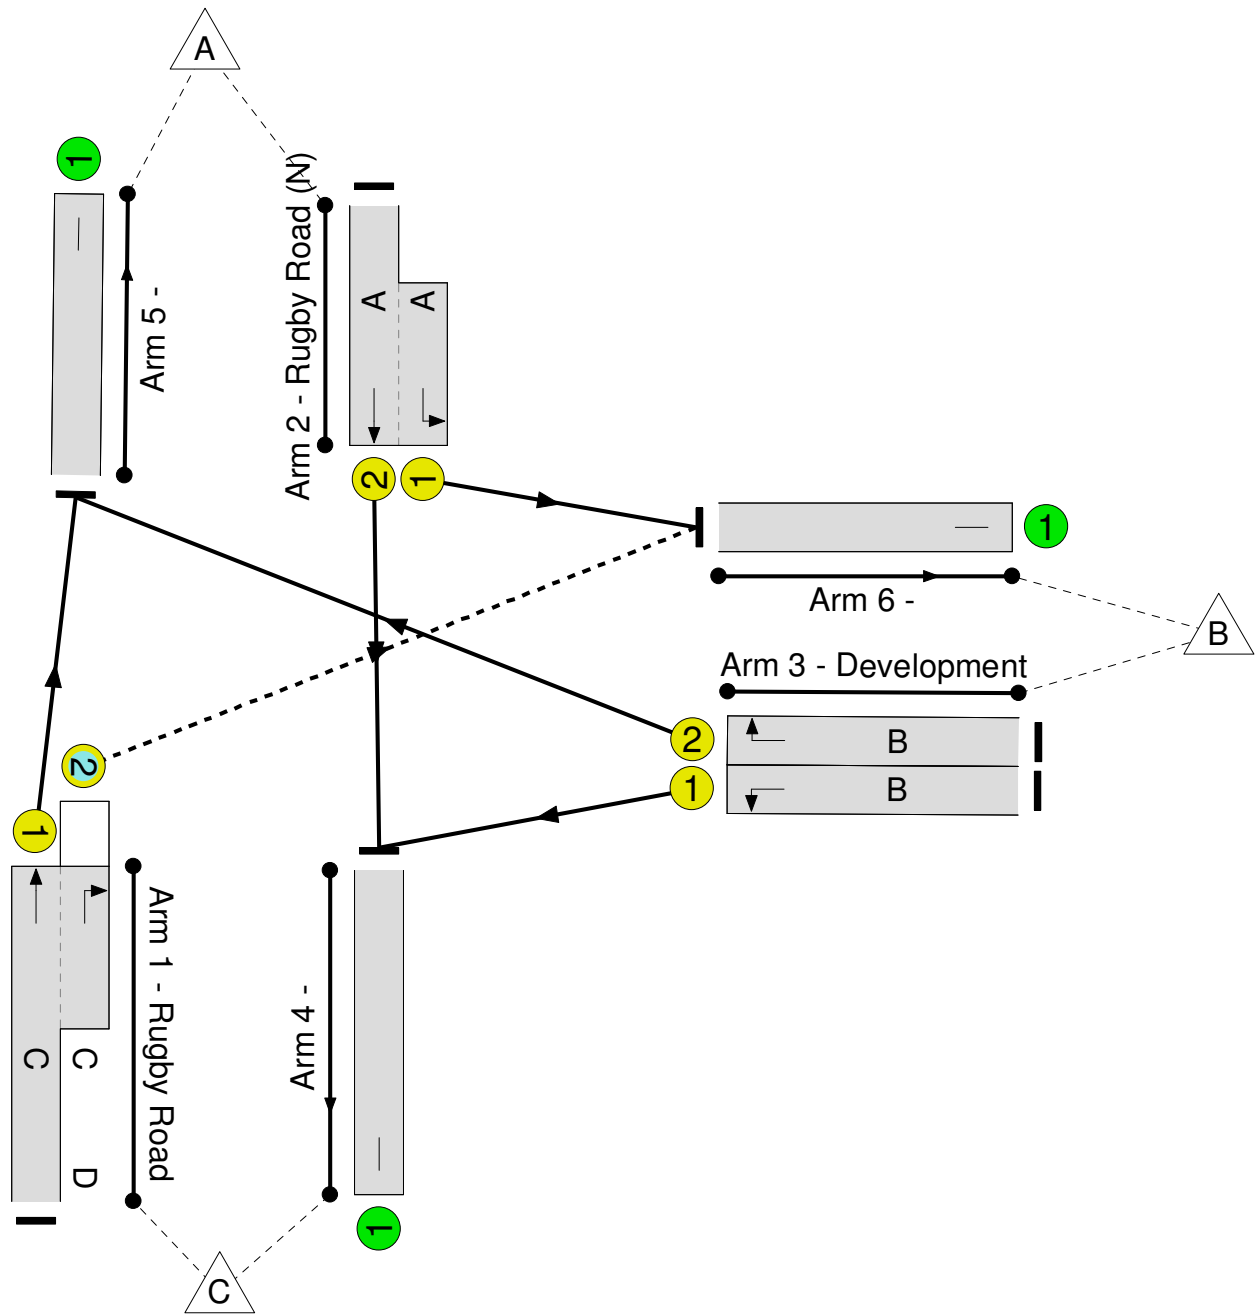 A
1
Arm 5 -
Arm 2 - Rugby Road (N)
A
A
2
1
1
Arm 6 -
B
Arm 3 - Development
2
B
1
B
2
1
C
C
D
Arm 1 - Rugby Road
Arm 4 -
1
C